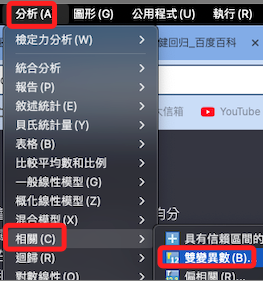 分析(A) 圖形(G) 公用程式(U) 執行(R)
檢定力分析(W)
健回归_百度百科
統合分析
報告(P)
敘述統計(E)
YouTube
貝氏統計量(Y)
表格(B)
比較平均數和比例
一般線性模型(G)
概化線性模型(Z)
混合模型(X)
自分
相關(C)
具有信賴區間的
迴歸(R)
雙變異數(B)...
對數線性(O)
偏相關(R)...